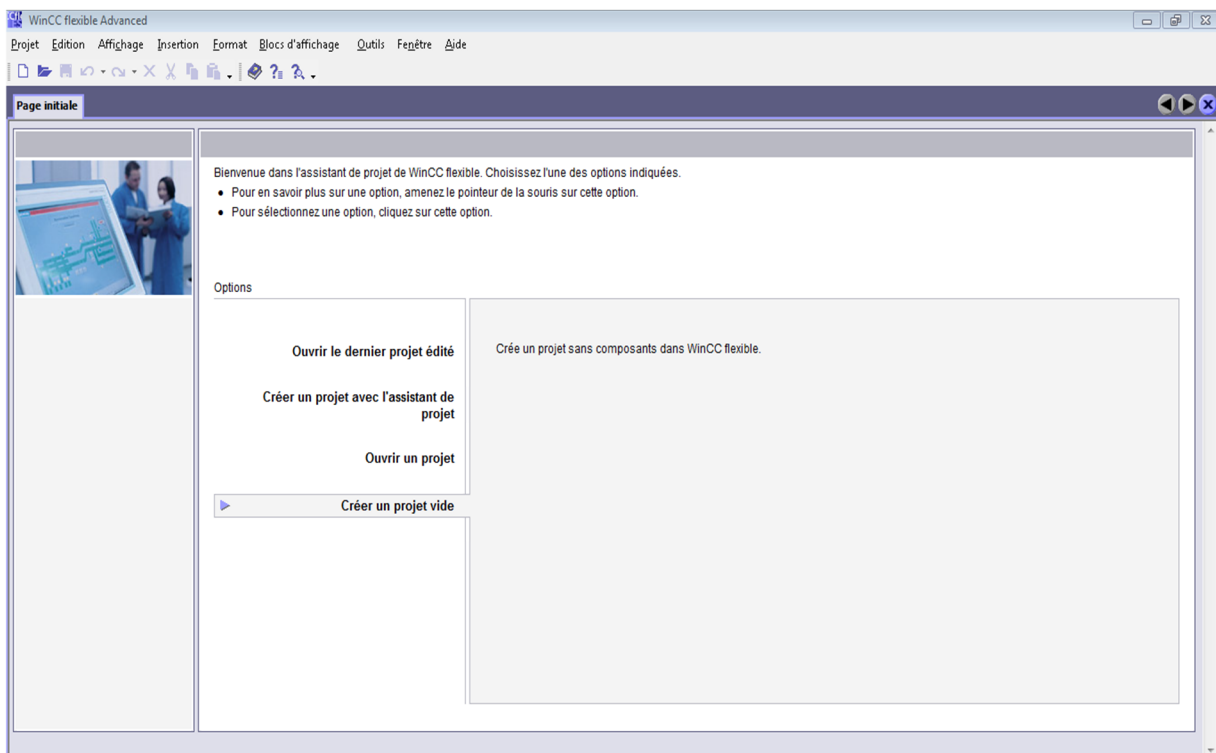 WinCC flexible Advanced
Projet Edition Affichage Insertion Format Blocs d'affichage Outils Fenêtre Aide
Page initiale
Bienvenue dans l'assistant de projet de WinCC flexible. Choisissez l'une des options indiquées.
• Pour en savoir plus sur une option, amenez le pointeur de la souris sur cette option.
• Pour sélectionnez une option, cliquez sur cette option.
Options
Ouvrir le dernier projet édité
Crée un projet sans composants dans WinCC flexible.
Créer un projet avec l'assistant de
projet
Ouvrir un projet
Créer un projet vide